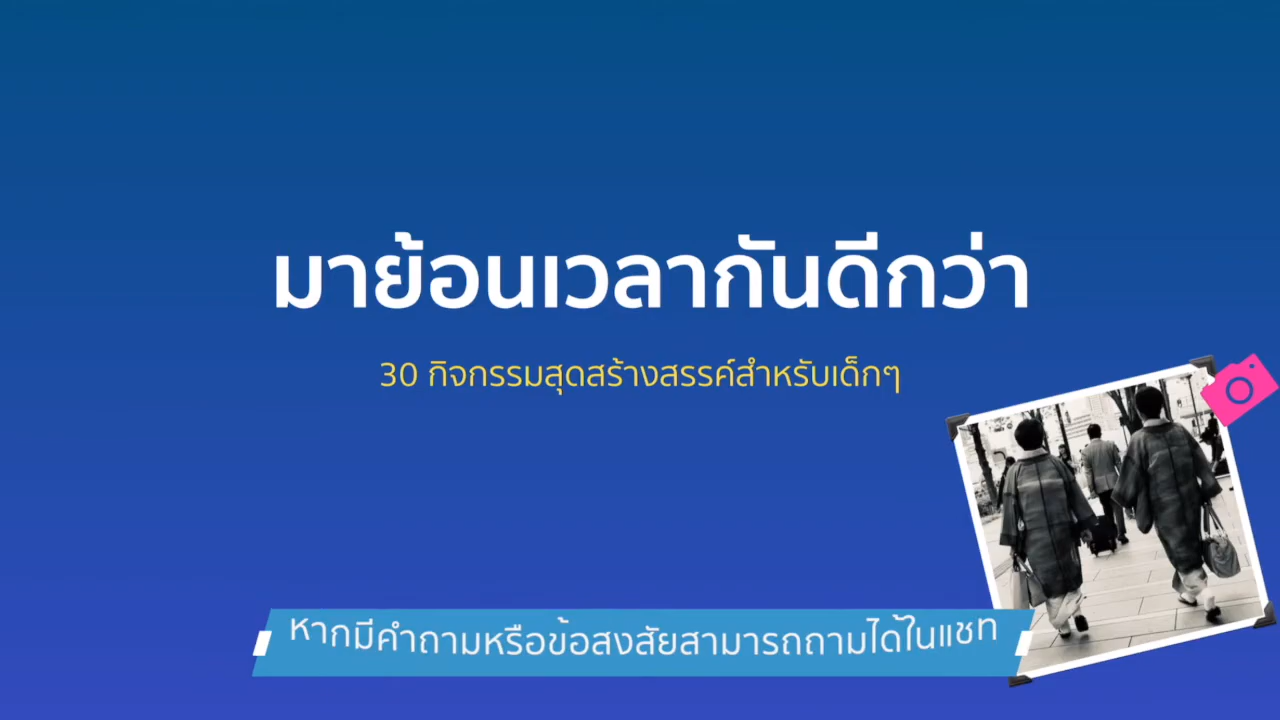 มาย้อนเวลากันดีกว่า
30 กิจกรรมสุดสร้างสรรค์สำหรับเด็กๆ
หากมีคำถามหรือข้อสงสัยสามารถถามได้ในแชท